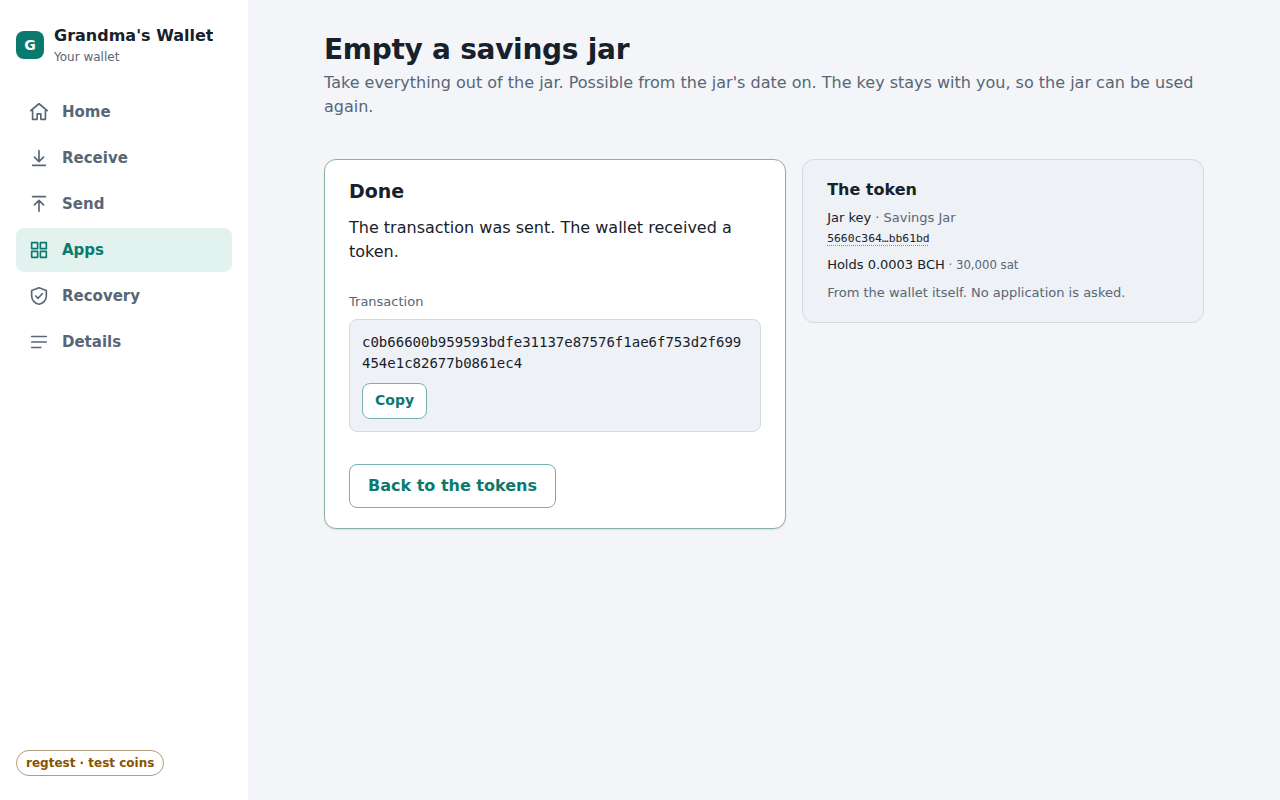 G
Grandma's Wallet
Your wallet
Home
Receive
Send
Apps
Recovery
Details
regtest · test coins
Empty a savings jar
Take everything out of the jar. Possible from the jar's date on. The key stays with you, so the jar can be used
again.
Done
The transaction was sent. The wallet received a
token.
Transaction
c0b66600b959593bdfe31137e87576f1ae6f753d2f699
454e1c82677b0861ec4
Copy
Back to the tokens
The token
Jar key · Savings Jar
5660c364…bb61bd
Holds 0.0003 BCH · 30,000 sat
From the wallet itself. No application is asked.